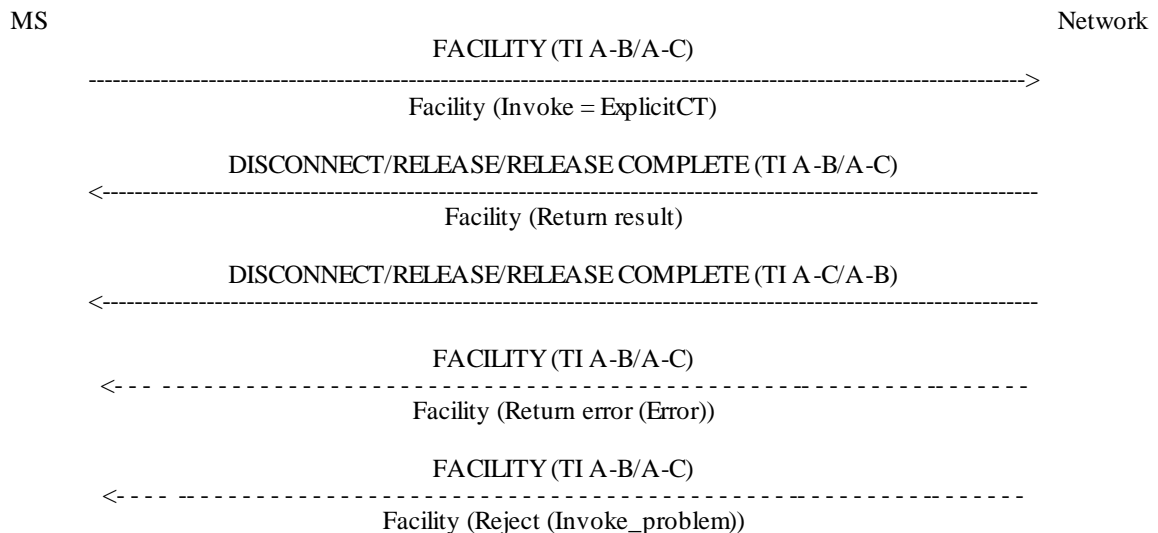 MS Network
FACILITY (TI A-B/A-C)
Facility (Invoke = ExplicitCT)
DISCONNECT/RELEASE/RELEASE COMPLETE (TI A-B/A-C)
Facility (Return result)
DISCONNECT/RELEASE/RELEASE COMPLETE (TI A-C/A-B)
FACILITY (TI A-B/A-C)
Facility (Return error (Error))
FACILITY (TI A-B/A-C)
Facility (Reject (Invoke_problem))